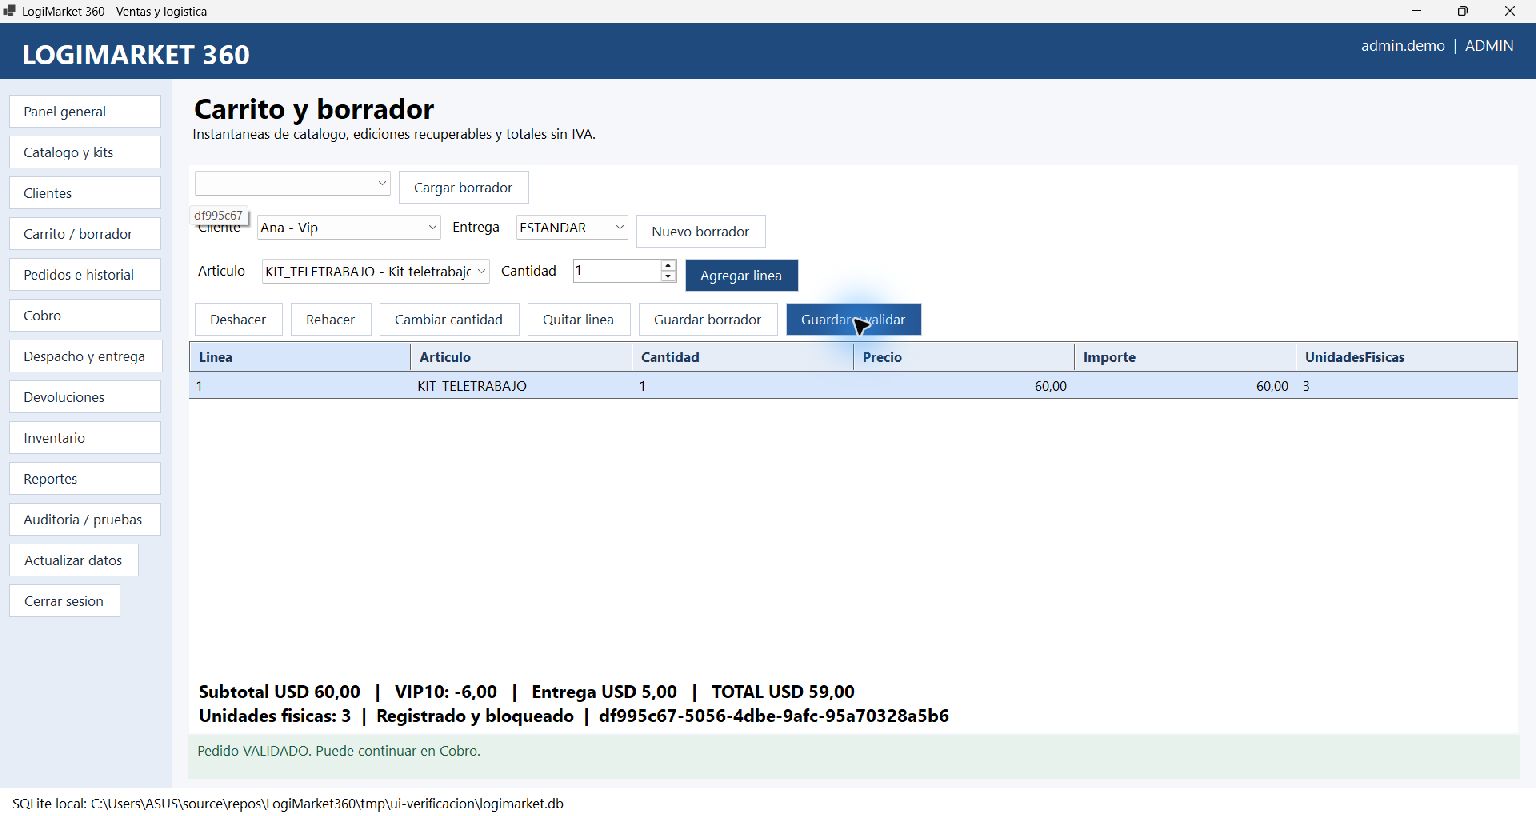 LogiMarket 360 - Ventas y logistica
LOGIMARKET 360
admin.demo | ADMIN
Panel general
Catalogo y kits
Clientes
Carrito / borrador
Pedidos e historial
Cobro
Despacho y entrega
Devoluciones
Inventario
Reportes
Auditoria / pruebas
Actualizar datos
Cerrar sesion
Carrito y borrador
Instantaneas de catalogo, ediciones recuperables y totales sin IVA.
Cargar borrador
df995c67
Cliente Ana - Vip Entrega ESTANDAR Nuevo borrador
Articulo KIT_TELETRABAJO - Kit teletrabajo Cantidad 1 Agregar linea
Deshacer Rehacer Cambiar cantidad Quitar linea Guardar borrador Guardar y validar
Linea Articulo Cantidad Precio Importe UnidadesFisicas
1 KIT_TELETRABAJO 1 60,00 60,00 3
Subtotal USD 60,00 | VIP10: -6,00 | Entrega USD 5,00 | TOTAL USD 59,00
Unidades fisicas: 3 | Registrado y bloqueado | df995c67-5056-4dbe-9afc-95a70328a5b6
Pedido VALIDADO. Puede continuar en Cobro.
SQLite local: C:\Users\ASUS\source\repos\LogiMarket360\tmp\ui-verificacion\logimarket.db